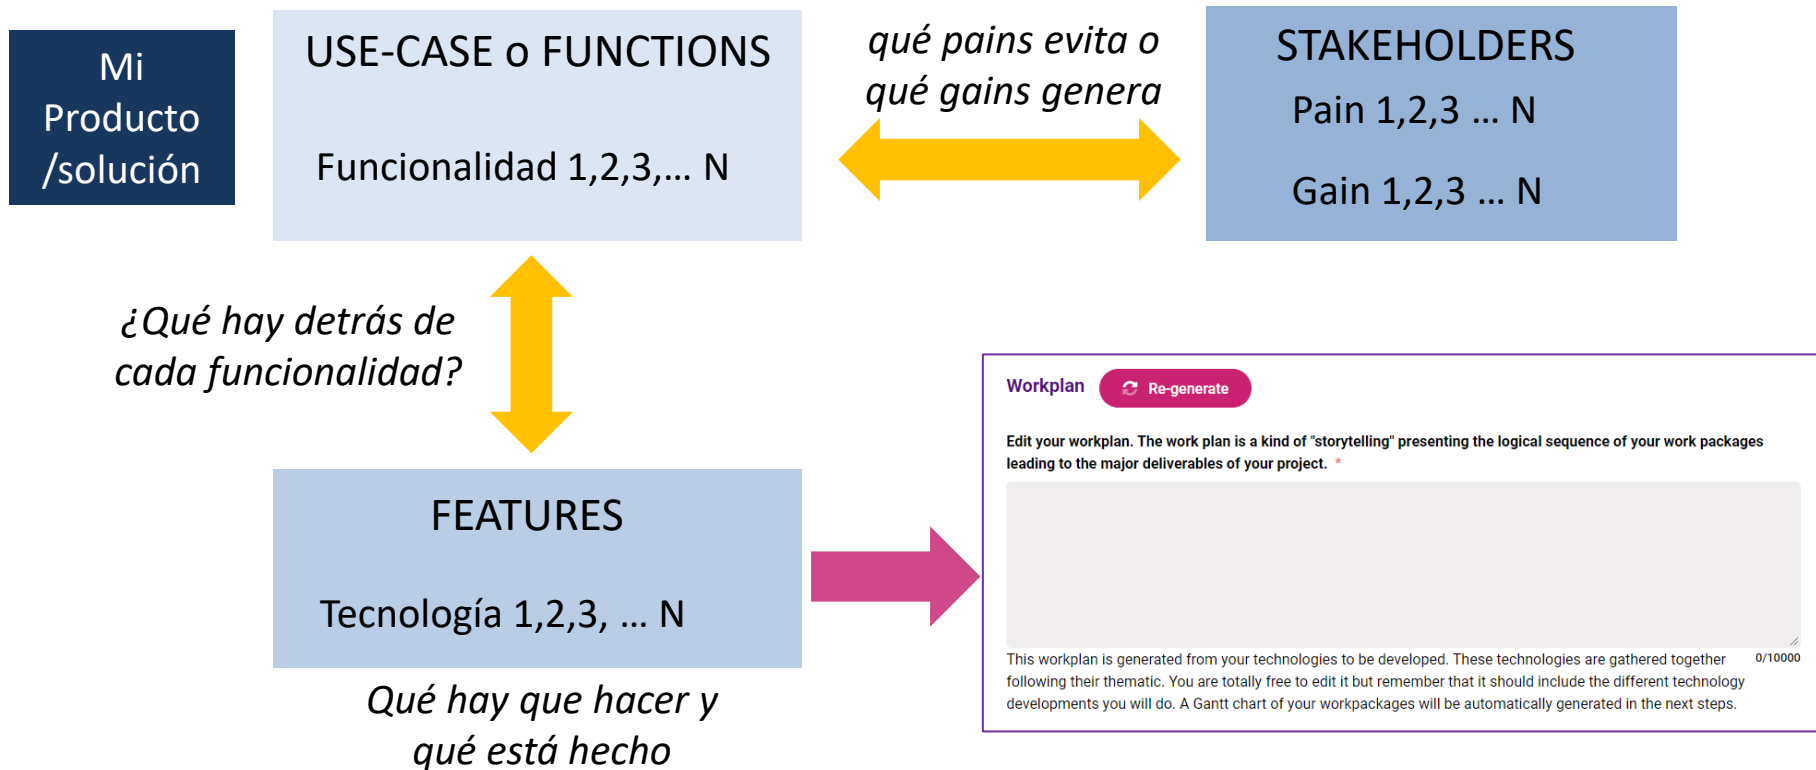 Mi
Producto
/solución
USE-CASE o FUNCTIONS
Funcionalidad 1,2,3,... N
qué pains evita o
qué gains genera
STAKEHOLDERS
Pain 1,2,3 ... N
Gain 1,2,3 ... N
¿Qué hay detrás de
cada funcionalidad?
FEATURES
Tecnología 1,2,3, ... N
Qué hay que hacer y
qué está hecho
Workplan
Re-generate
Edit your workplan. The work plan is a kind of "storytelling" presenting the logical sequence of your work packages
leading to the major deliverables of your project. *
This workplan is generated from your technologies to be developed. These technologies are gathered together
0/10000
following their thematic. You are totally free to edit it but remember that it should include the different technology
developments you will do. A Gantt chart of your workpackages will be automatically generated in the next steps.